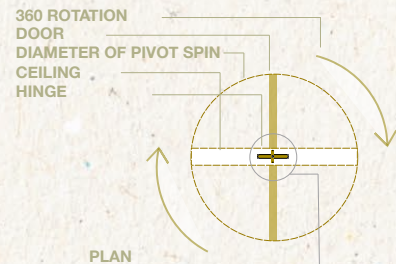 360 ROTATION
DOOR
DIAMETER OF PIVOT SPIN
CEILING
HINGE
PLAN